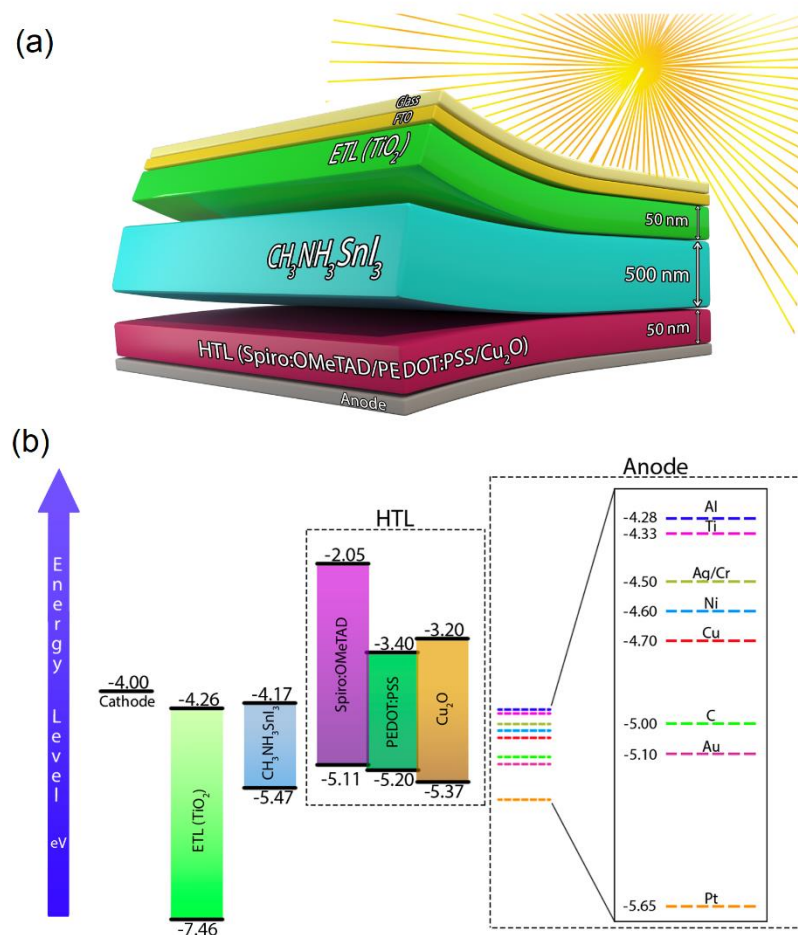 (a)
Glass
FTO
ETL (TiO₂)
50 nm
CH₃NH₃SnI₃
500 nm
50 nm
HTL (Spiro:OMeTAD/PEDOT:PSS/Cu₂O)
Anode
(b)
Energy Level eV
-4.00
Cathode
-4.26
ETL (TiO₂)
-7.46
-4.17
CH₃NH₃SnI₃
-5.47
HTL
-2.05
Spiro:OMeTAD
-5.11
-3.40
PEDOT:PSS
-5.20
-3.20
Cu₂O
-5.37
Anode
Al
-4.28
Ti
-4.33
Ag/Cr
-4.50
Ni
-4.60
Cu
-4.70
C
-5.00
Au
-5.10
Pt
-5.65